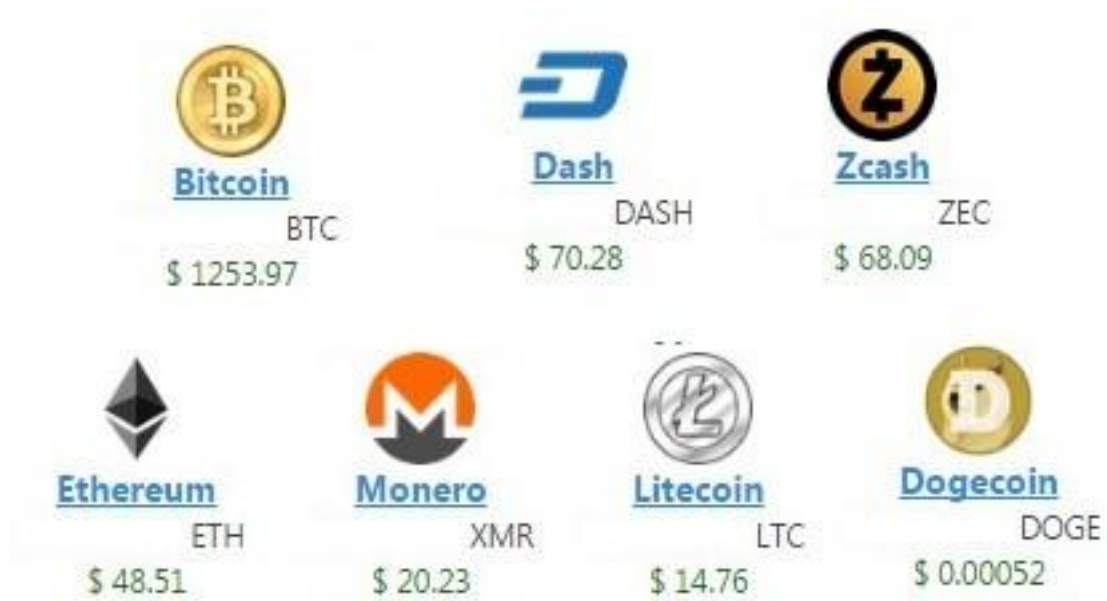 Bitcoin
BTC
$ 1253.97
Dash
DASH
$ 70.28
Zcash
ZEC
$ 68.09
Ethereum
ETH
$ 48.51
Monero
XMR
$ 20.23
Litecoin
LTC
$ 14.76
Dogecoin
DOGE
$ 0.00052